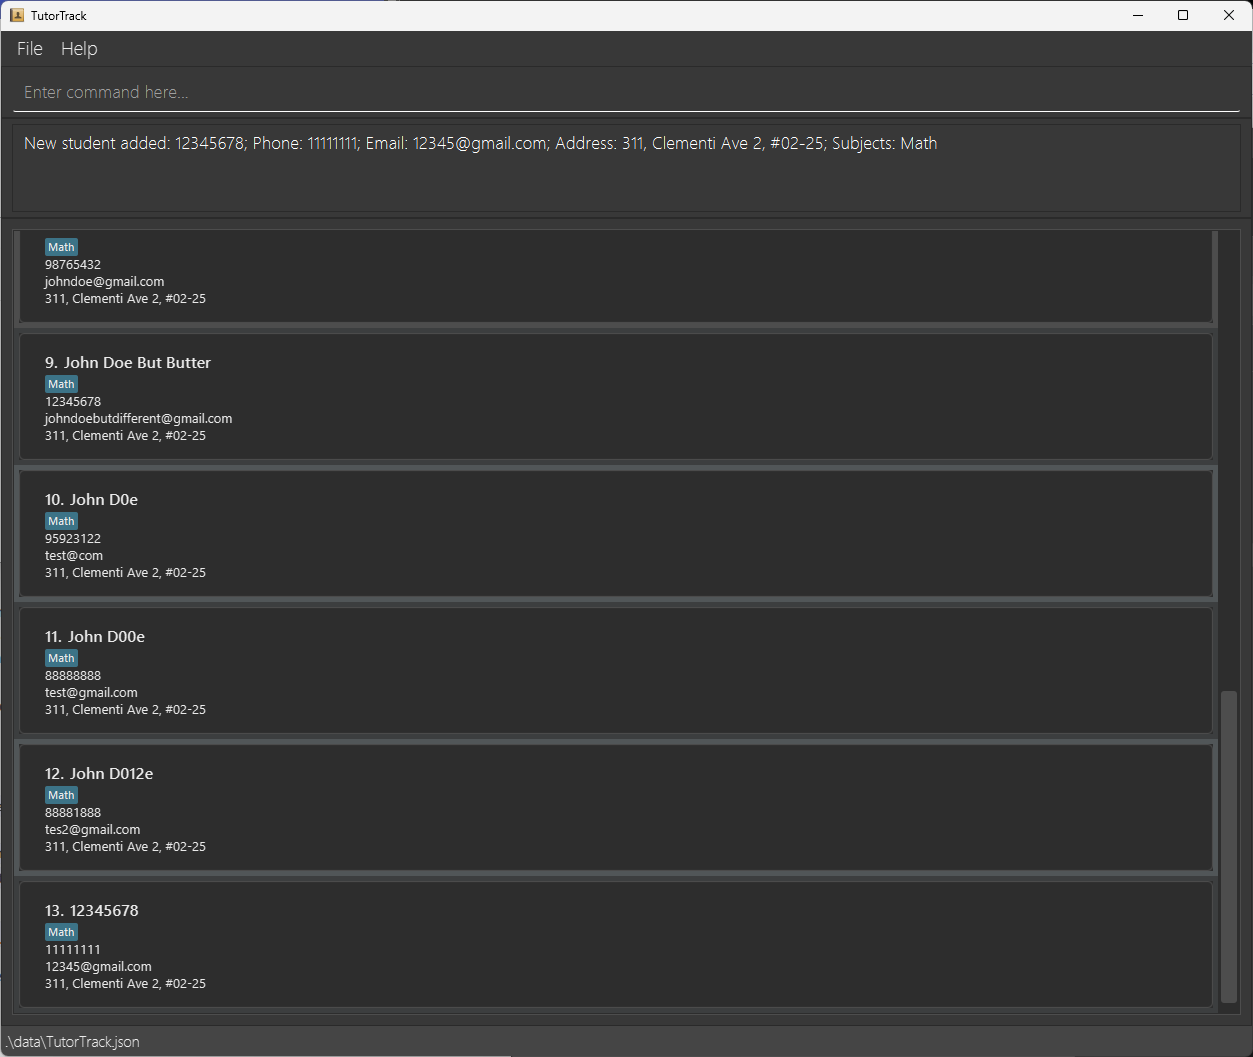 TutorTrack
File Help
Enter command here...
New student added: 12345678; Phone: 11111111; Email: 12345@gmail.com; Address: 311, Clementi Ave 2, #02-25; Subjects: Math
Math
98765432
johndoe@gmail.com
311, Clementi Ave 2, #02-25
9. John Doe But Butter
Math
12345678
johndoebutdifferent@gmail.com
311, Clementi Ave 2, #02-25
10. John D0e
Math
95923122
test@com
311, Clementi Ave 2, #02-25
11. John D00e
Math
88888888
test@gmail.com
311, Clementi Ave 2, #02-25
12. John D012e
Math
88881888
tes2@gmail.com
311, Clementi Ave 2, #02-25
13. 12345678
Math
11111111
12345@gmail.com
311, Clementi Ave 2, #02-25
.\data\TutorTrack.json